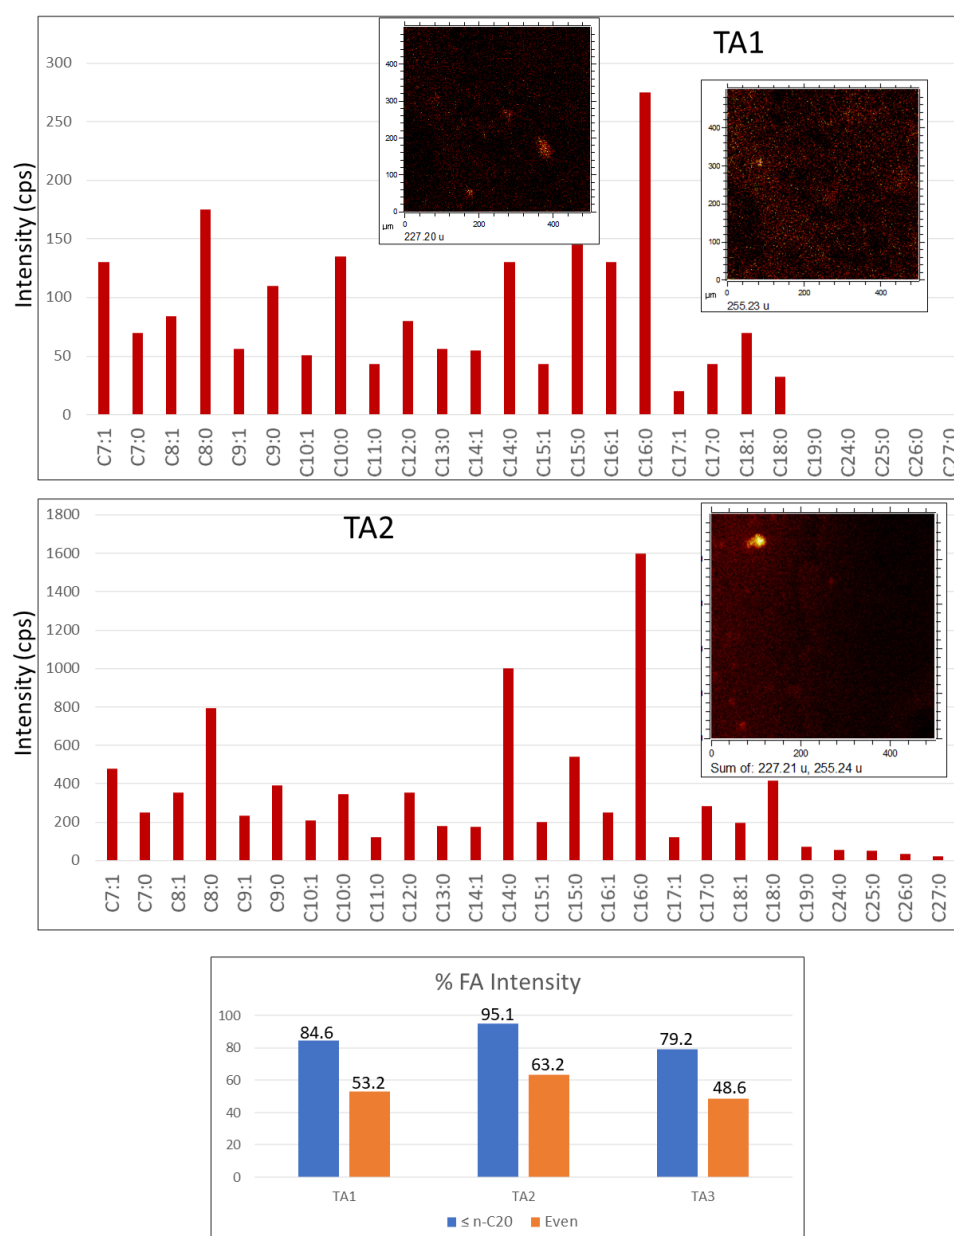 TA1
Intensity (cps)
300
250
200
150
100
50
0
400
300
200
100
0
0 200 400
µm
227.20 u
400
300
200
100
0
0 200 400
µm
255.23 u
C7:1 C7:0 C8:1 C8:0 C9:1 C9:0 C10:1 C10:0 C11:0 C12:0 C13:0 C14:1 C14:0 C15:1 C15:0 C16:1 C16:0 C17:1 C17:0 C18:1 C18:0 C19:0 C24:0 C25:0 C26:0 C27:0
TA2
Intensity (cps)
1800
1600
1400
1200
1000
800
600
400
200
0
0 200 400
Sum of: 227.21 u, 255.24 u
C7:1 C7:0 C8:1 C8:0 C9:1 C9:0 C10:1 C10:0 C11:0 C12:0 C13:0 C14:1 C14:0 C15:1 C15:0 C16:1 C16:0 C17:1 C17:0 C18:1 C18:0 C19:0 C24:0 C25:0 C26:0 C27:0
% FA Intensity
100
80
60
40
20
0
84.6 53.2 95.1 63.2 79.2 48.6
TA1 TA2 TA3
≤ n-C20 Even